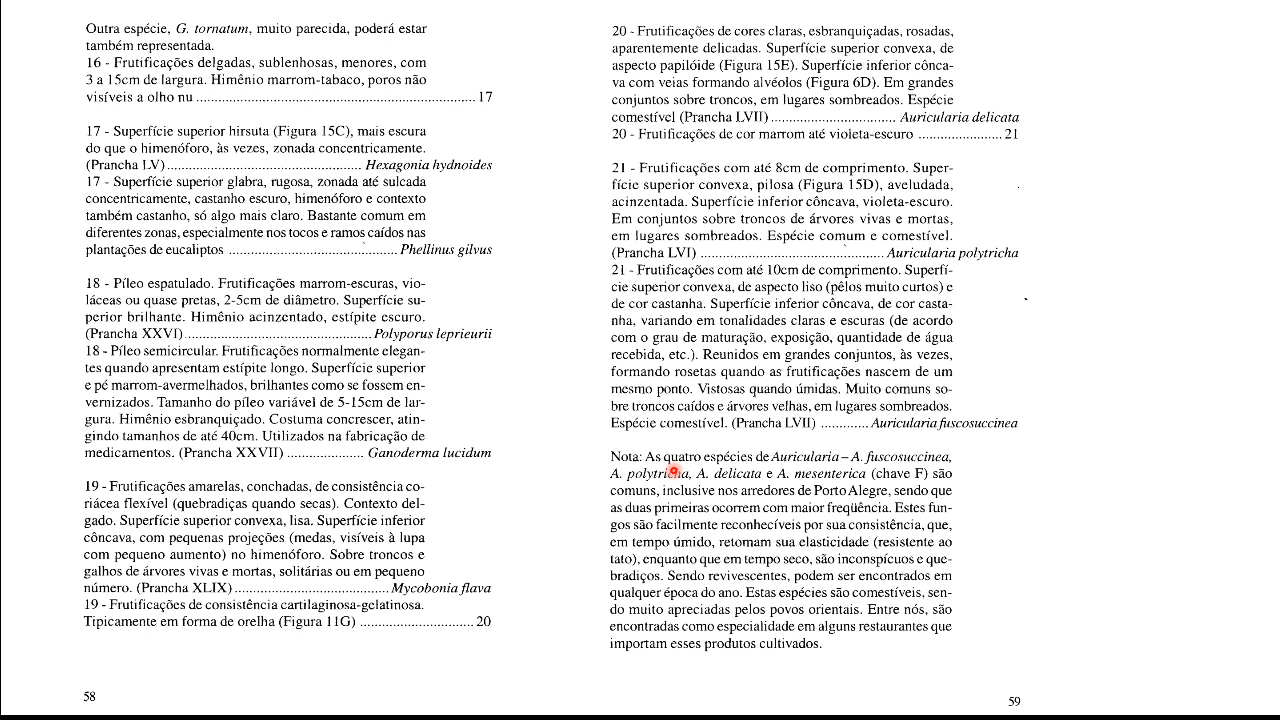 Outra espécie, G. tornatum, muito parecida, poderá estar
também representada.
16 - Frutificações delgadas, sublenhosas, menores, com
3 a 15cm de largura. Himênio marrom-tabaco, poros não
visíveis a olho nu ............................................................................ 17
17 - Superfície superior hirsuta (Figura 15C), mais escura
do que o himenóforo, às vezes, zonada concentricamente.
(Prancha LV) ..................................................... Hexagonia hydnoides
17 - Superfície superior glabra, rugosa, zonada até sulcada
concentricamente, castanho escuro, himenóforo e contexto
também castanho, só algo mais claro. Bastante comum em
diferentes zonas, especialmente nos tocos e ramos caídos nas
plantações de eucaliptos .............................................. Phellinus gilvus
18 - Píleo espatulado. Frutificações marrom-escuras, vio-
láceas ou quase pretas, 2-5cm de diâmetro. Superfície su-
perior brilhante. Himênio acinzentado, estípite escuro.
(Prancha XXVI) ................................................... Polyporus leprieurii
18 - Píleo semicircular. Frutificações normalmente elegan-
tes quando apresentam estípite longo. Superfície superior
e pé marrom-avermelhados, brilhantes como se fossem en-
vernizados. Tamanho do píleo variável de 5-15cm de lar-
gura. Himênio esbranquiçado. Costuma concrescer, atin-
gindo tamanhos de até 40cm. Utilizados na fabricação de
medicamentos. (Prancha XXVII) ..................... Ganoderma lucidum
19 - Frutificações amarelas, conchadas, de consistência co-
riácea flexível (quebradiças quando secas). Contexto del-
gado. Superfície superior convexa, lisa. Superfície inferior
côncava, com pequenas projeções (medas, visíveis à lupa
com pequeno aumento) no himenóforo. Sobre troncos e
galhos de árvores vivas e mortas, solitárias ou em pequeno
número. (Prancha XLIX) .......................................... Mycobonia flava
19 - Frutificações de consistência cartilaginosa-gelatinosa.
Tipicamente em forma de orelha (Figura 11G) ............................... 20
58
20 - Frutificações de cores claras, esbranquiçadas, rosadas,
aparentemente delicadas. Superfície superior convexa, de
aspecto papilóide (Figura 15E). Superfície inferior cônca-
va com veias formando alvéolos (Figura 6D). Em grandes
conjuntos sobre troncos, em lugares sombreados. Espécie
comestível (Prancha LVII) .................................. Auricularia delicata
20 - Frutificações de cor marrom até violeta-escuro ....................... 21
21 - Frutificações com até 8cm de comprimento. Super-
fície superior convexa, pilosa (Figura 15D), aveludada,
acinzentada. Superfície inferior côncava, violeta-escuro.
Em conjuntos sobre troncos de árvores vivas e mortas,
em lugares sombreados. Espécie comum e comestível.
(Prancha LVI) .................................................. Auricularia polytricha
21 - Frutificações com até 10cm de comprimento. Superfí-
cie superior convexa, de aspecto liso (pêlos muito curtos) e
de cor castanha. Superfície inferior côncava, de cor casta-
nha, variando em tonalidades claras e escuras (de acordo
com o grau de maturação, exposição, quantidade de água
recebida, etc.). Reunidos em grandes conjuntos, às vezes,
formando rosetas quando as frutificações nascem de um
mesmo ponto. Vistosas quando úmidas. Muito comuns so-
bre troncos caídos e árvores velhas, em lugares sombreados.
Espécie comestível. (Prancha LVII) ............. Auricularia fuscosuccinea
Nota: As quatro espécies de Auricularia – A. fuscosuccinea,
A. polytricha, A. delicata e A. mesenterica (chave F) são
comuns, inclusive nos arredores de Porto Alegre, sendo que
as duas primeiras ocorrem com maior freqüência. Estes fun-
gos são facilmente reconhecíveis por sua consistência, que,
em tempo úmido, retomam sua elasticidade (resistente ao
tato), enquanto que em tempo seco, são inconspícuos e que-
bradiços. Sendo revivescentes, podem ser encontrados em
qualquer época do ano. Estas espécies são comestíveis, sen-
do muito apreciadas pelos povos orientais. Entre nós, são
encontradas como especialidade em alguns restaurantes que
importam esses produtos cultivados.
59